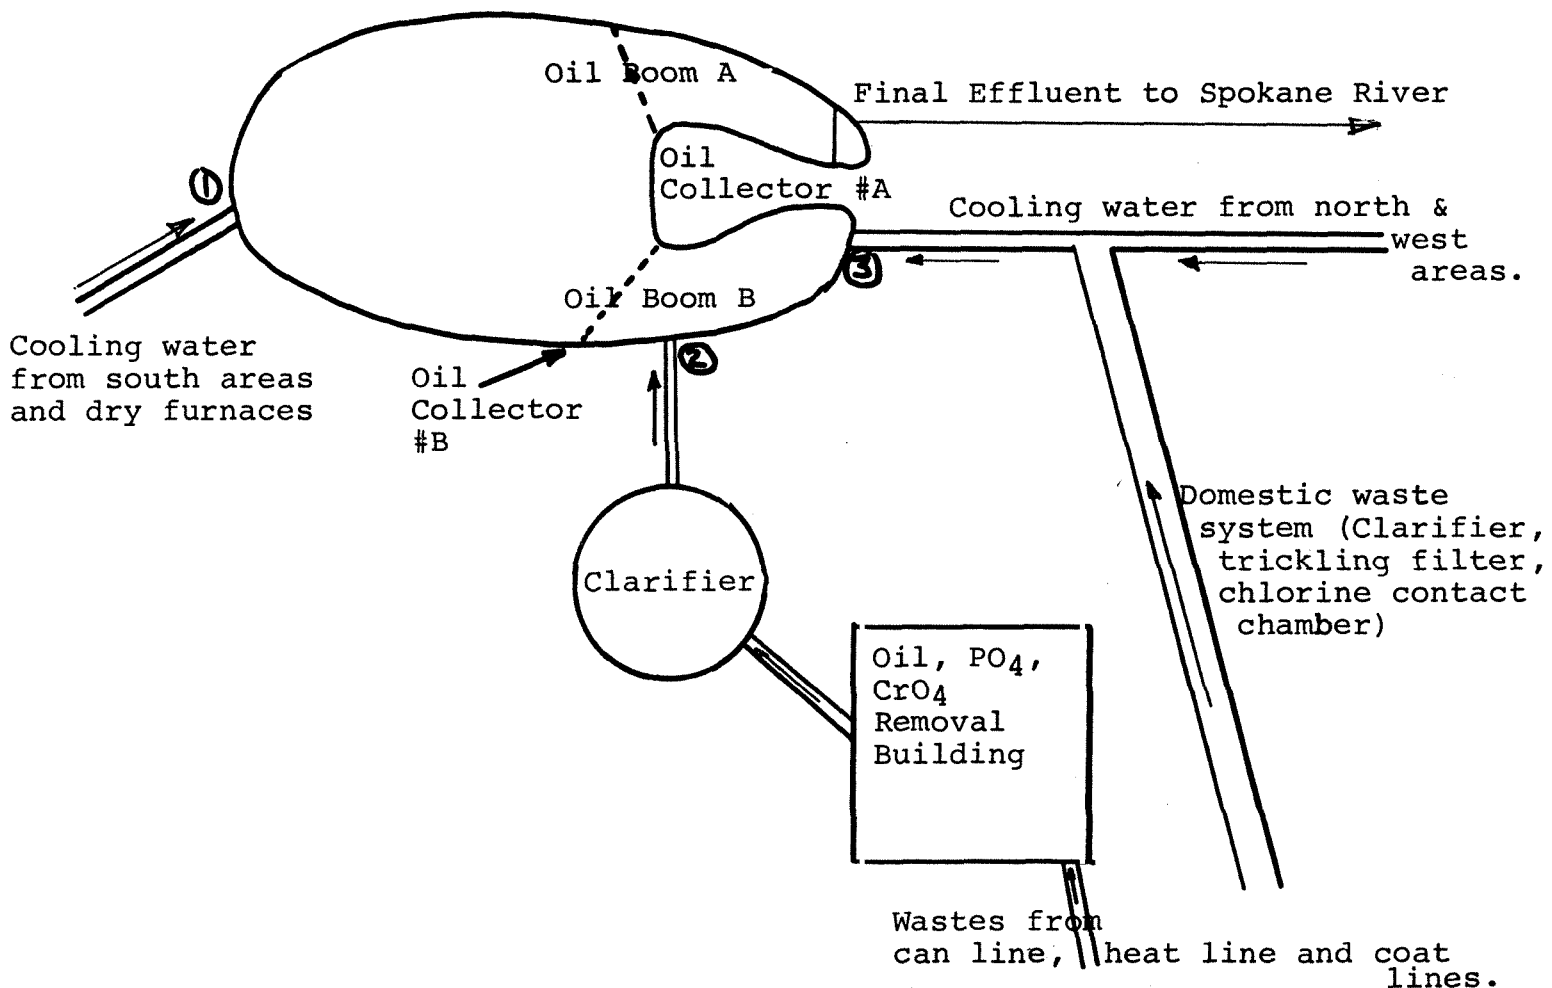 Oil Boom A
Final Effluent to Spokane River
Oil
Collector #A
①
Cooling water from north &
west
areas.
③
Oil Boom B
Cooling water
from south areas
and dry furnaces
②
Oil
Collector
#B
Domestic waste
system (Clarifier,
trickling filter,
chlorine contact
chamber)
Clarifier
Oil, PO₄,
CrO₄
Removal
Building
Wastes from
can line, heat line and coat
lines.